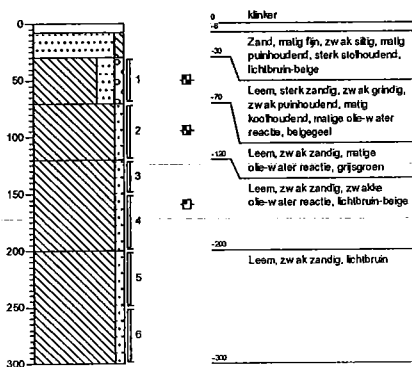 0
50
100
150
200
250
300
1
2
3
4
5
6
0
klinker
-8
Zand, matig fijn, zwak siltig, matig
puinhoudend, sterk stolhoudend,
lichtbruin-beige
-30
Leem, sterk zandig, zwak grindig,
zwak puinhoudend, matig
koolhoudend, matige olie-water
reactie, beigegeel
-70
Leem, zwak zandig, matige
olie-water reactie, grijsgroen
-120
Leem, zwak zandig, zwakke
olie-water reactie, lichtbruin-beige
-200
Leem, zwak zandig, lichtbruin
-300